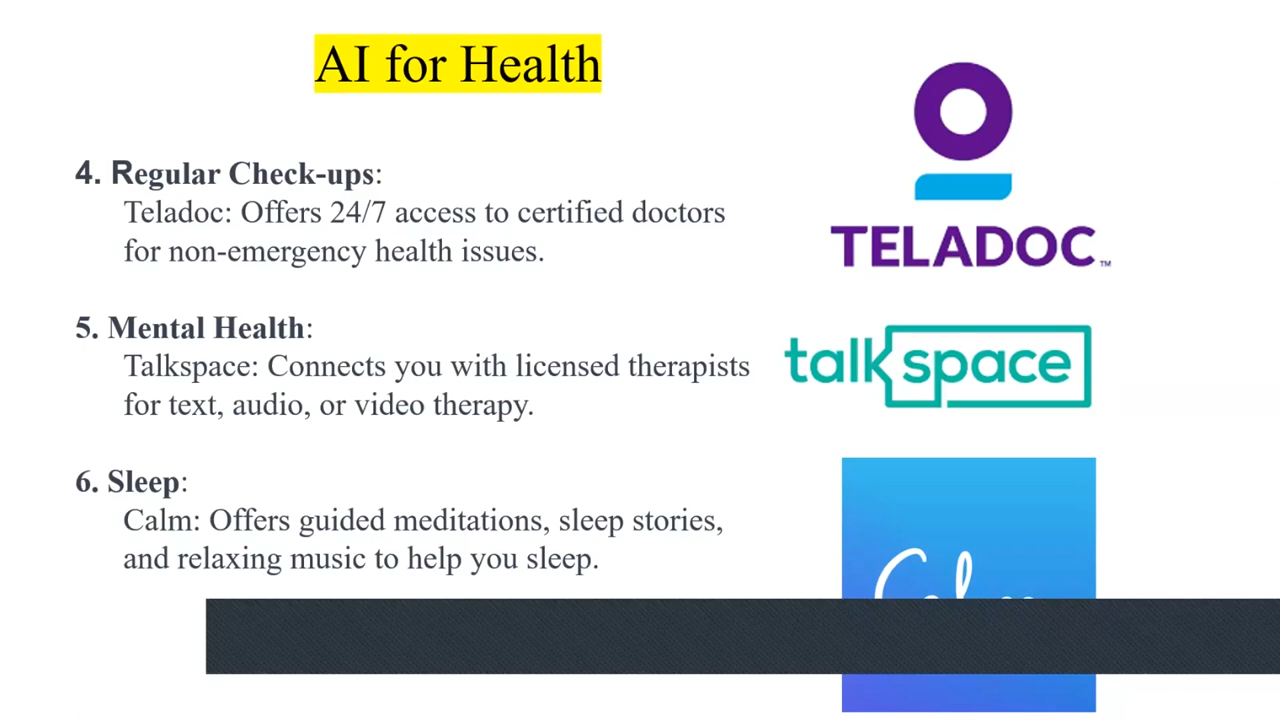 AI for Health
4. Regular Check-ups:
Teladoc: Offers 24/7 access to certified doctors
for non-emergency health issues.
TELADOC™
5. Mental Health:
Talkspace: Connects you with licensed therapists
for text, audio, or video therapy.
talkspace
6. Sleep:
Calm: Offers guided meditations, sleep stories,
and relaxing music to help you sleep.